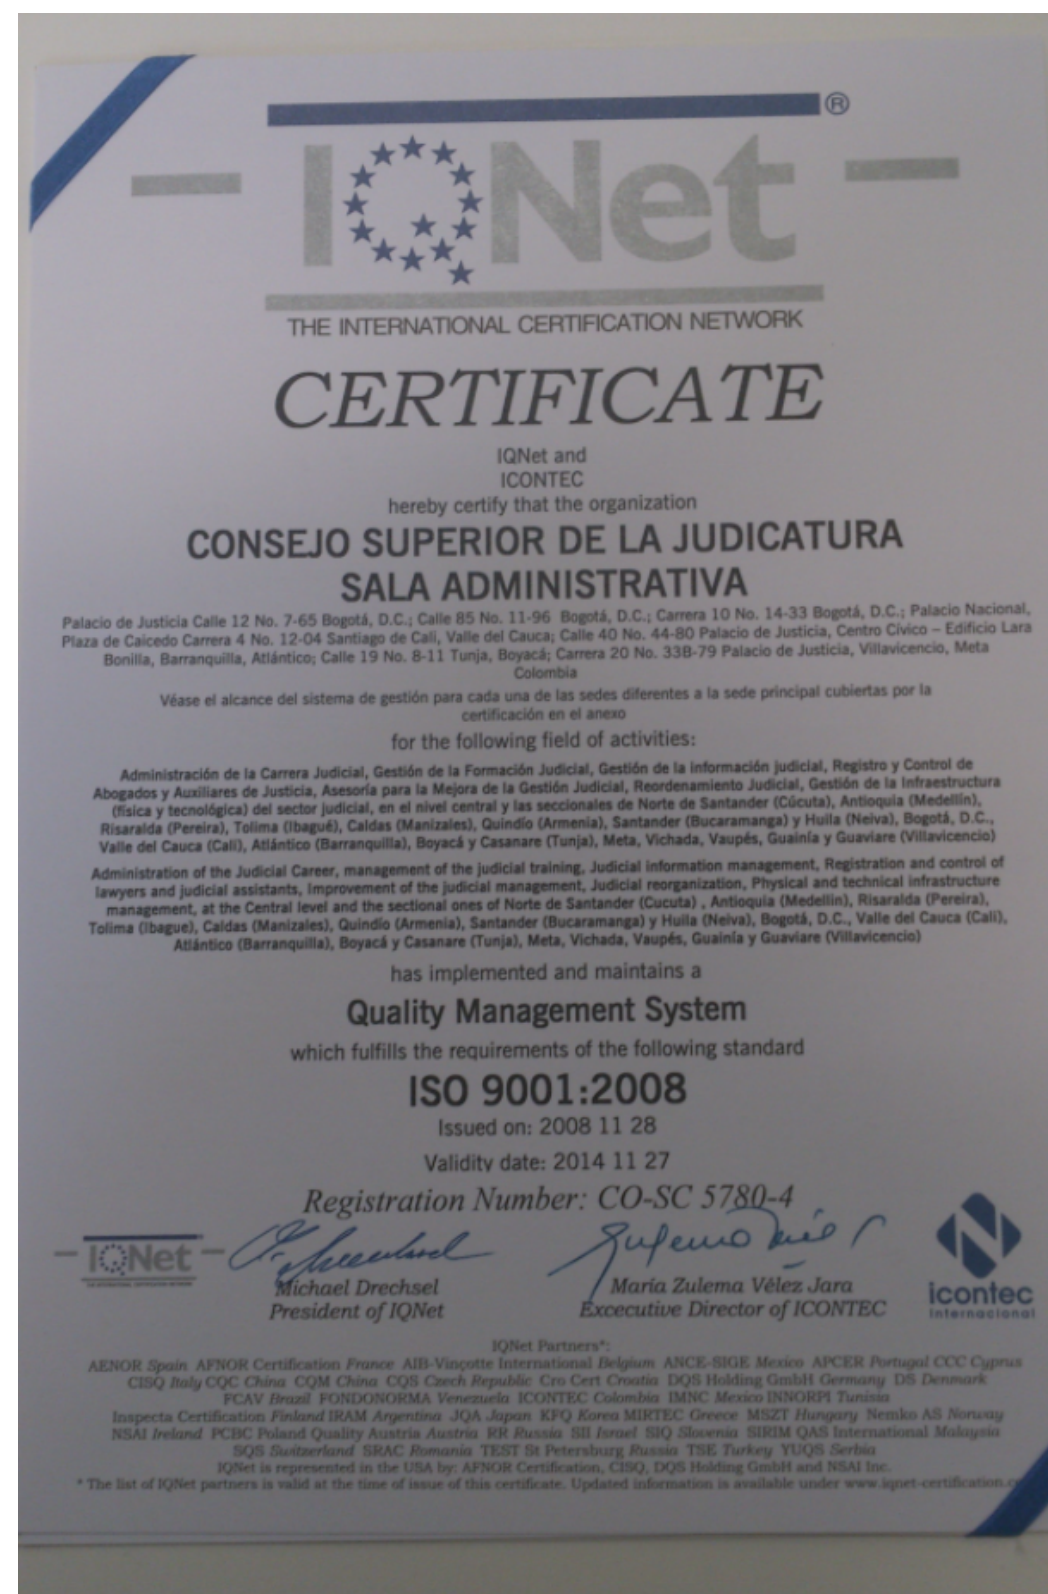 IQNet ®
THE INTERNATIONAL CERTIFICATION NETWORK
CERTIFICATE
IQNet and
ICONTEC
hereby certify that the organization
CONSEJO SUPERIOR DE LA JUDICATURA
SALA ADMINISTRATIVA
Palacio de Justicia Calle 12 No. 7-65 Bogotá, D.C.; Calle 85 No. 11-96 Bogotá, D.C.; Carrera 10 No. 14-33 Bogotá, D.C.; Palacio Nacional,
Plaza de Caicedo Carrera 4 No. 12-04 Santiago de Cali, Valle del Cauca; Calle 40 No. 44-80 Palacio de Justicia, Centro Cívico – Edificio Lara
Bonilla, Barranquilla, Atlántico; Calle 19 No. 8-11 Tunja, Boyacá; Carrera 20 No. 33B-79 Palacio de Justicia, Villavicencio, Meta
Colombia
Véase el alcance del sistema de gestión para cada una de las sedes diferentes a la sede principal cubiertas por la
certificación en el anexo
for the following field of activities:
Administración de la Carrera Judicial, Gestión de la Formación Judicial, Gestión de la información judicial, Registro y Control de
Abogados y Auxiliares de Justicia, Asesoría para la Mejora de la Gestión Judicial, Reordenamiento Judicial, Gestión de la Infraestructura
(física y tecnológica) del sector judicial, en el nivel central y las seccionales de Norte de Santander (Cúcuta), Antioquia (Medellín),
Risaralda (Pereira), Tolima (Ibagué), Caldas (Manizales), Quindío (Armenia), Santander (Bucaramanga) y Huila (Neiva), Bogotá, D.C.,
Valle del Cauca (Cali), Atlántico (Barranquilla), Boyacá y Casanare (Tunja), Meta, Vichada, Vaupés, Guainía y Guaviare (Villavicencio)
Administration of the Judicial Career, management of the judicial training, Judicial information management, Registration and control of
lawyers and judicial assistants, Improvement of the judicial management, Judicial reorganization, Physical and technical infrastructure
management, at the Central level and the sectional ones of Norte de Santander (Cucuta) , Antioquia (Medellín), Risaralda (Pereira),
Tolima (Ibague), Caldas (Manizales), Quindío (Armenia), Santander (Bucaramanga) y Huila (Neiva), Bogotá, D.C., Valle del Cauca (Cali),
Atlántico (Barranquilla), Boyacá y Casanare (Tunja), Meta, Vichada, Vaupés, Guainía y Guaviare (Villavicencio)
has implemented and maintains a
Quality Management System
which fulfills the requirements of the following standard
ISO 9001:2008
Issued on: 2008 11 28
Validity date: 2014 11 27
Registration Number: CO-SC 5780-4
IQNet
Michael Drechsel
President of IQNet
María Zulema Vélez Jara
Excecutive Director of ICONTEC
icontec
internacional
IQNet Partners*:
AENOR Spain AFNOR Certification France AIB-Vinçotte International Belgium ANCE-SIGE Mexico APCER Portugal CCC Cyprus
CISQ Italy CQC China CQM China CQS Czech Republic Cro Cert Croatia DQS Holding GmbH Germany DS Denmark
FCAV Brazil FONDONORMA Venezuela ICONTEC Colombia IMNC Mexico INNORPI Tunisia
Inspecta Certification Finland IRAM Argentina JQA Japan KFQ Korea MIRTEC Greece MSZT Hungary Nemko AS Norway
NSAI Ireland PCBC Poland Quality Austria Austria RR Russia SII Israel SIQ Slovenia SIRIM QAS International Malaysia
SQS Switzerland SRAC Romania TEST St Petersburg Russia TSE Turkey YUQS Serbia
IQNet is represented in the USA by: AFNOR Certification, CISQ, DQS Holding GmbH and NSAI Inc.
* The list of IQNet partners is valid at the time of issue of this certificate. Updated information is available under www.iqnet-certification.c